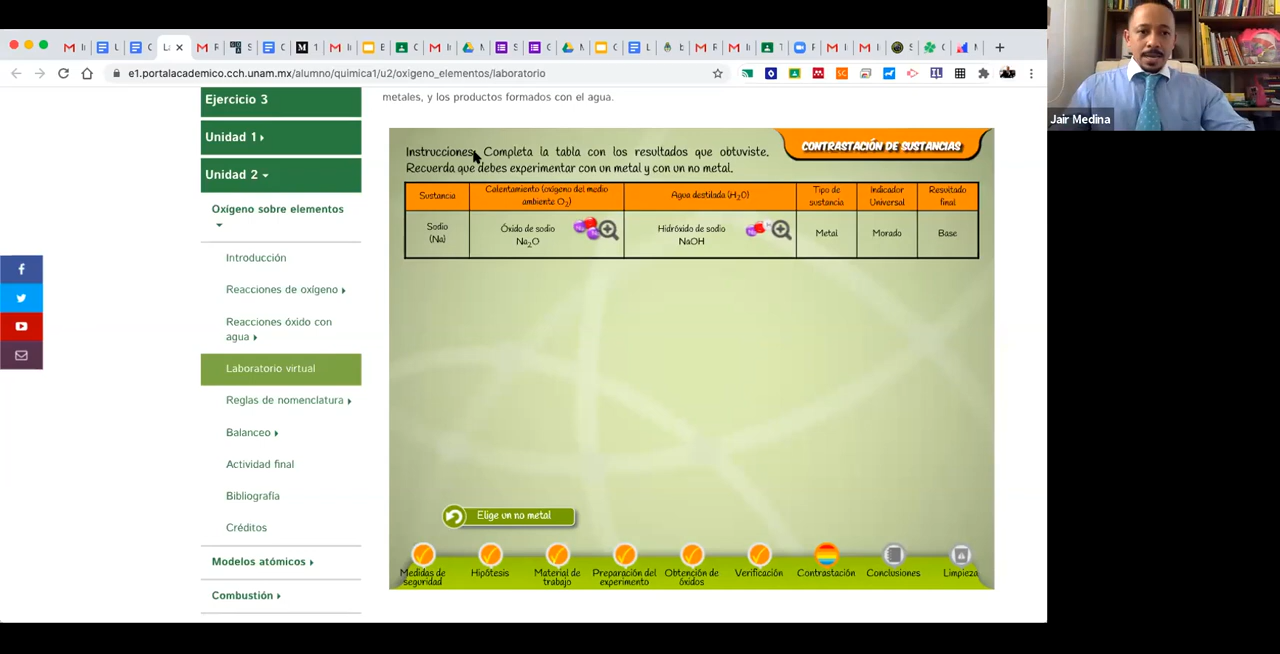 e1.portalacademico.cch.unam.mx/alumno/quimica1/u2/oxigeno_elementos/laboratorio
Jair Medina
Ejercicio 3
Unidad 1
Unidad 2
Oxígeno sobre elementos
Introducción
Reacciones de oxígeno
Reacciones óxido con
agua
Laboratorio virtual
Reglas de nomenclatura
Balanceo
Actividad final
Bibliografía
Créditos
Modelos atómicos
Combustión
metales, y los productos formados con el agua.
CONTRASTACIÓN DE SUSTANCIAS
Instrucciones: Completa la tabla con los resultados que obtuviste.
Recuerda que debes experimentar con un metal y con un no metal.
Sustancia
Calentamiento (oxígeno del medio
ambiente O2)
Agua destilada (H2O)
Tipo de
sustancia
Indicador
Universal
Resultado
final
Sodio
(Na)
Óxido de sodio
Na2O
Hidróxido de sodio
NaOH
Metal
Morado
Base
Elige un no metal
Medidas de
seguridad
Hipótesis
Material de
trabajo
Preparación del
experimento
Obtención de
óxidos
Verificación
Contrastación
Conclusiones
Limpieza